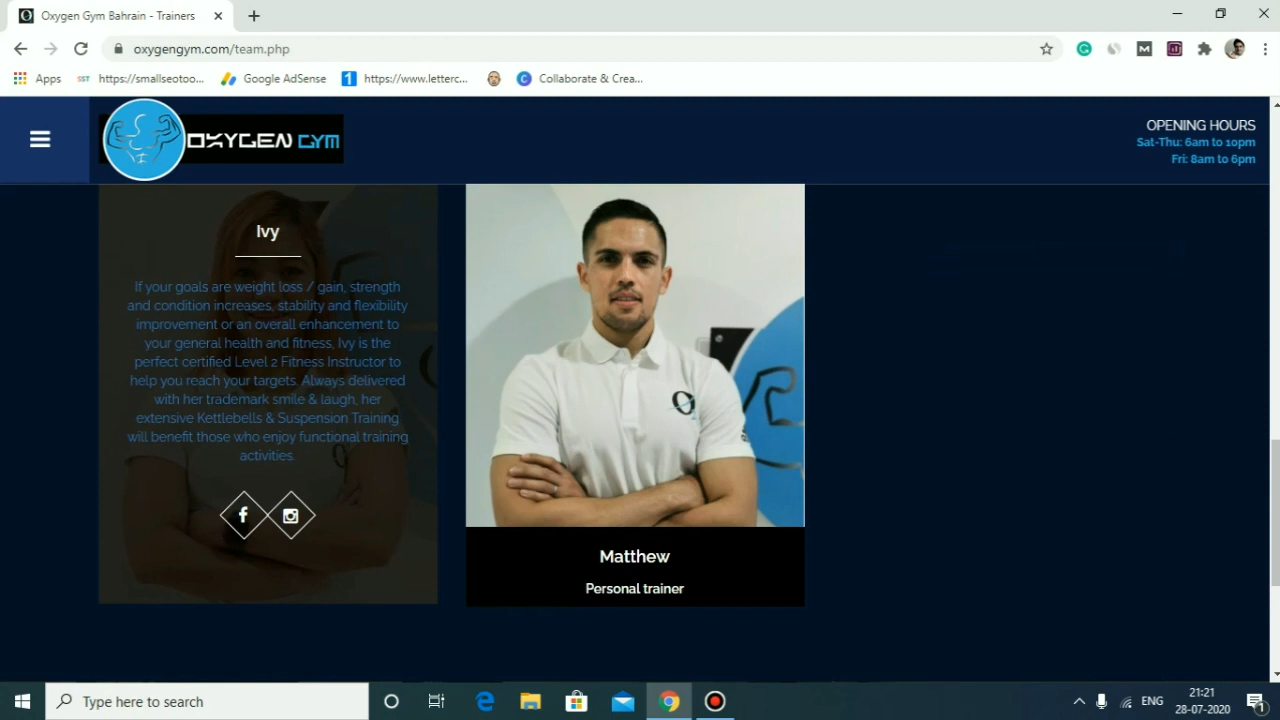 Oxygen Gym Bahrain - Trainers
oxygengym.com/team.php
Apps
SST
https://smallseotoo...
Google AdSense
1
https://www.letterc...
C
Collaborate & Crea...
OXYGEN GYM
OPENING HOURS
Sat-Thu: 6am to 10pm
Fri: 8am to 6pm
Ivy
If your goals are weight loss / gain, strength
and condition increases, stability and flexibility
improvement or an overall enhancement to
your general health and fitness, Ivy is the
perfect certified Level 2 Fitness Instructor to
help you reach your targets. Always delivered
with her trademark smile & laugh, her
extensive Kettlebells & Suspension Training
will benefit those who enjoy functional training
activities.
Matthew
Personal trainer
Type here to search
ENG
21:21
28-07-2020
1